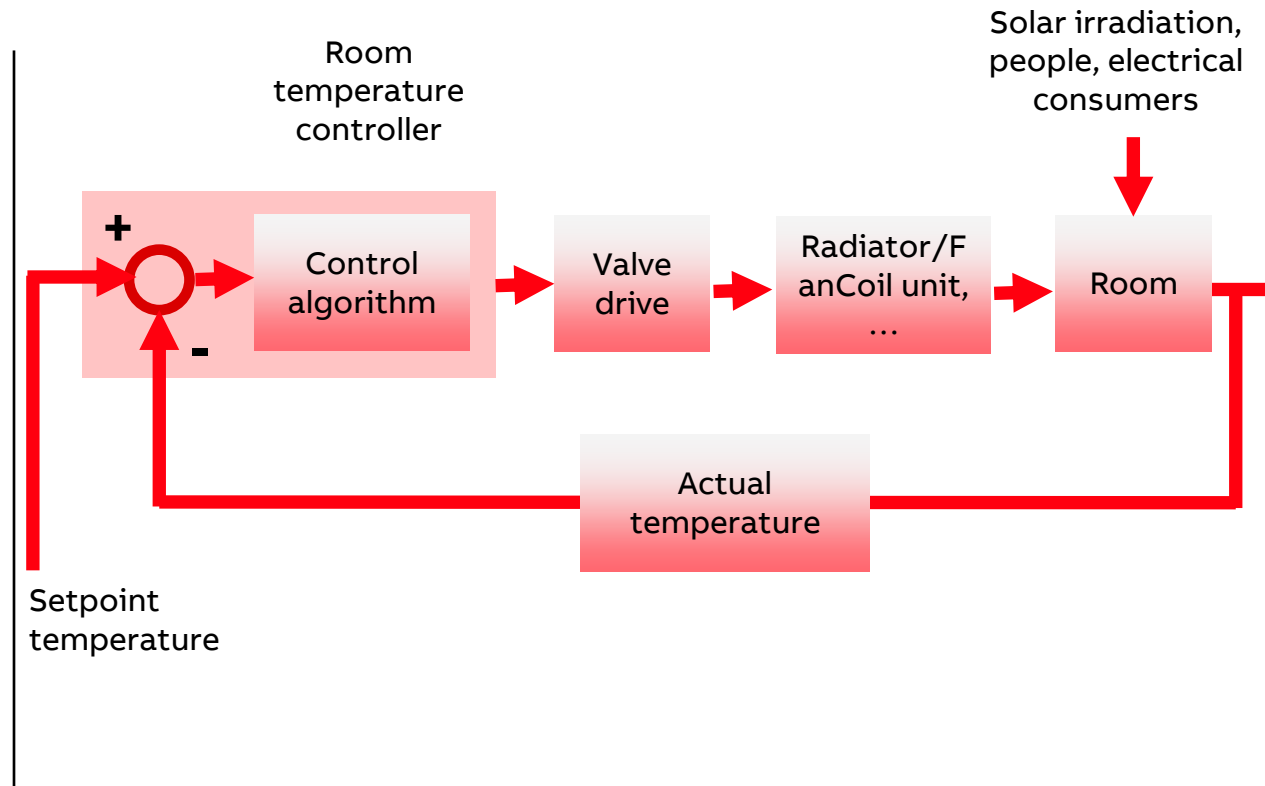 Room
temperature
controller
Solar irradiation,
people, electrical
consumers
+
Control
algorithm
Valve
drive
Radiator/F
anCoil unit,
...
Room
-
Actual
temperature
Setpoint
temperature